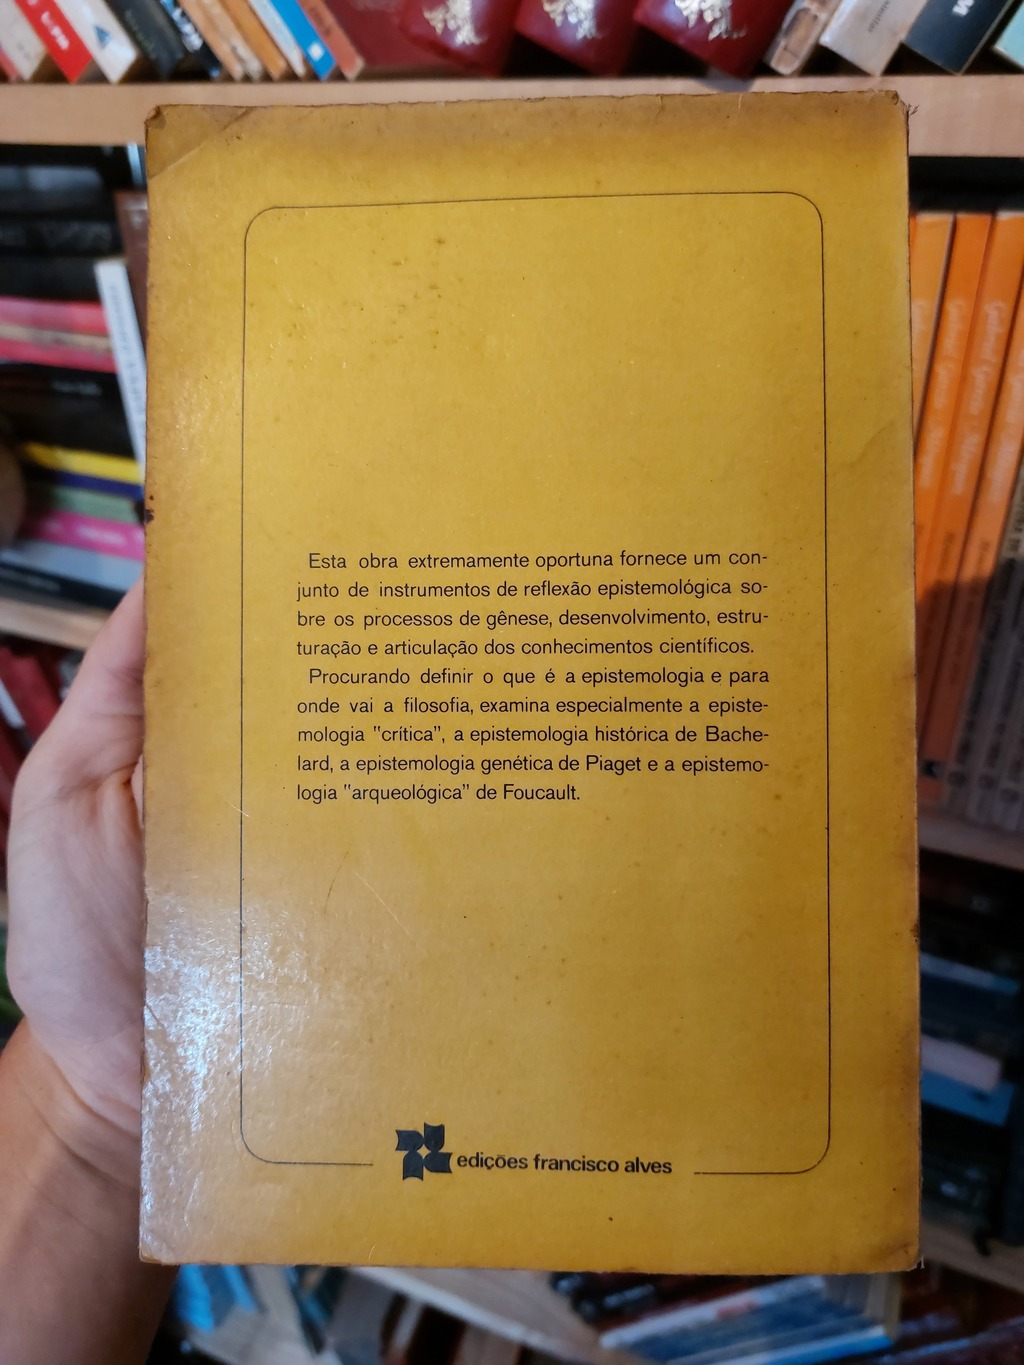 Esta obra extremamente oportuna fornece um con-
junto de instrumentos de reflexão epistemológica so-
bre os processos de gênese, desenvolvimento, estru-
turação e articulação dos conhecimentos científicos.
Procurando definir o que é a epistemologia e para
onde vai a filosofia, examina especialmente a episte-
mologia "crítica", a epistemologia histórica de Bache-
lard, a epistemologia genética de Piaget e a epistemo-
logia "arqueológica" de Foucault.
edições francisco alves